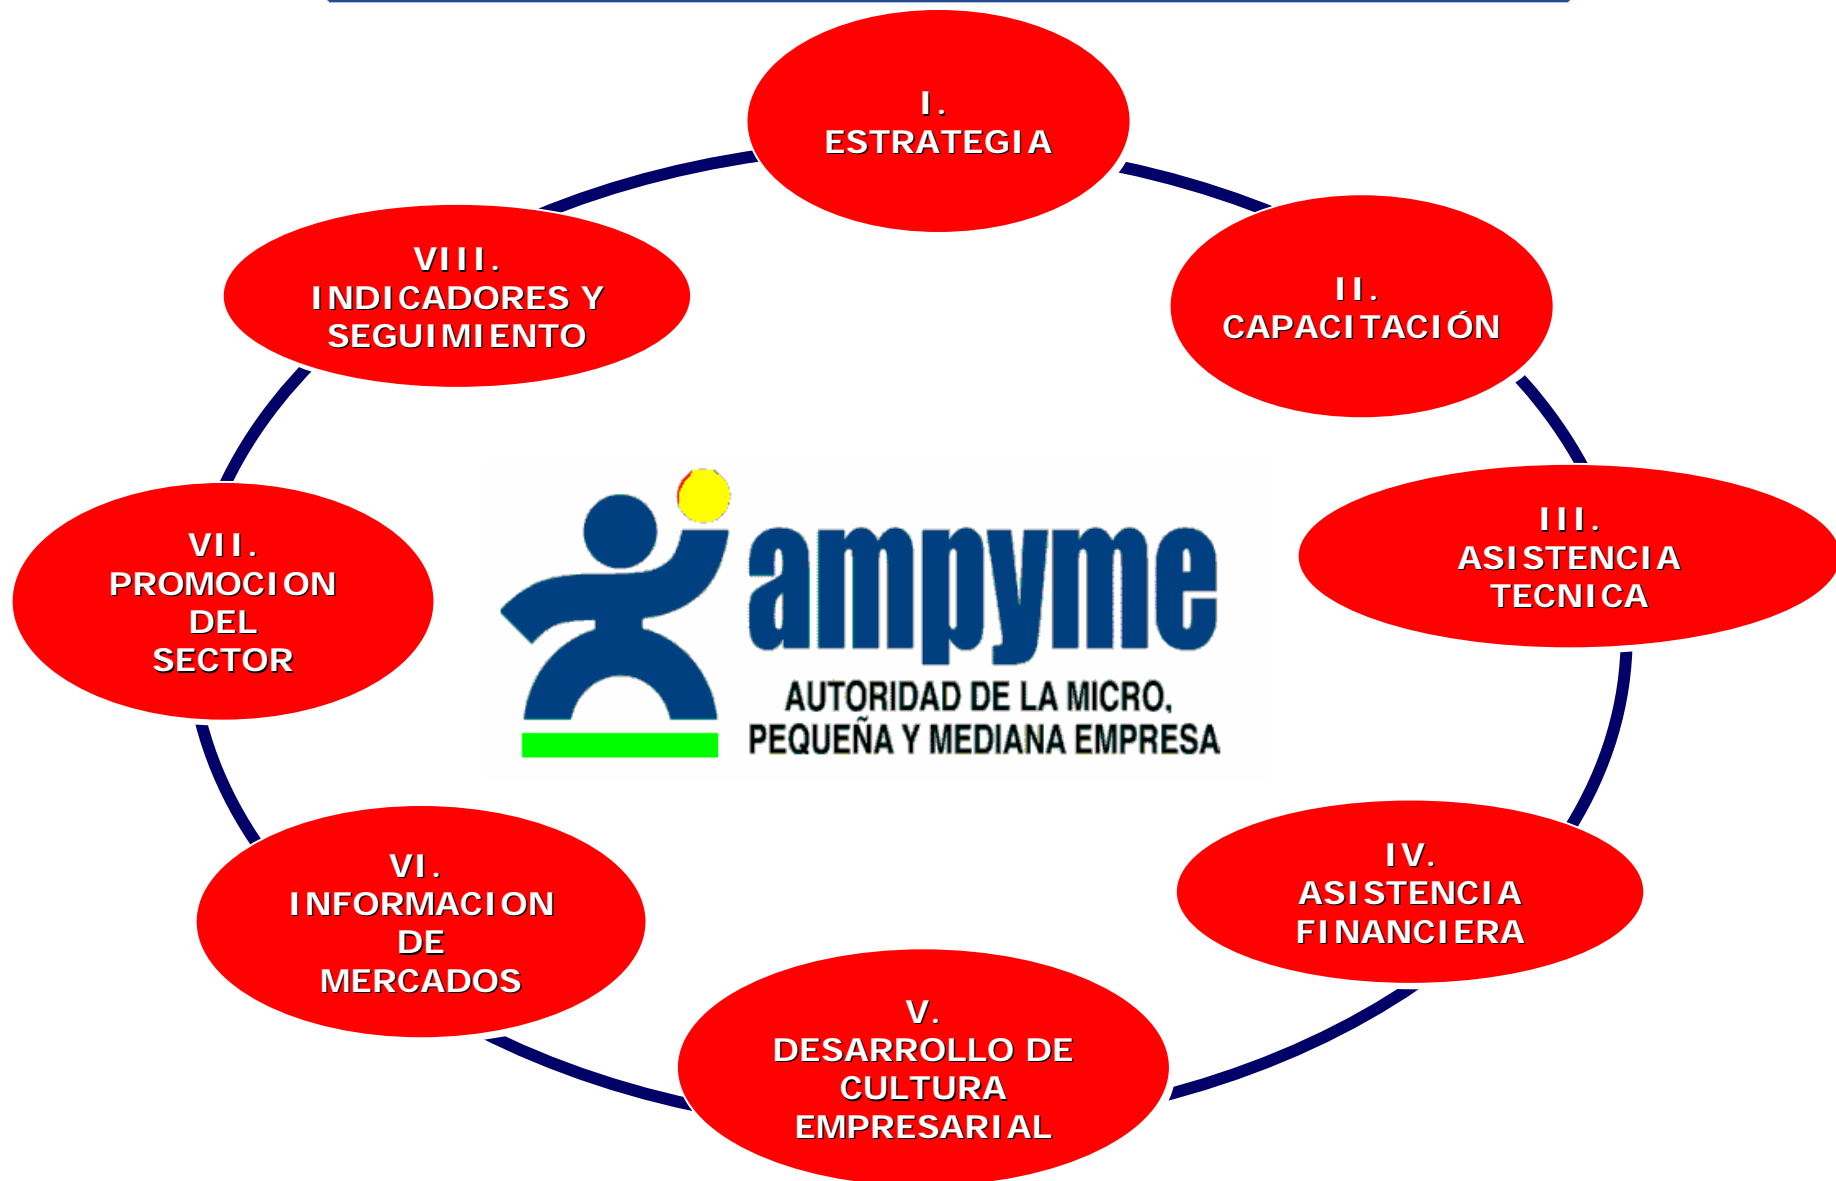 I.
ESTRATEGIA
II.
CAPACITACIÓN
III.
ASISTENCIA
TECNICA
IV.
ASISTENCIA
FINANCIERA
V.
DESARROLLO DE
CULTURA
EMPRESARIAL
VI.
INFORMACION
DE
MERCADOS
VII.
PROMOCION
DEL
SECTOR
VIII.
INDICADORES Y
SEGUIMIENTO
ampyme
AUTORIDAD DE LA MICRO,
PEQUEÑA Y MEDIANA EMPRESA